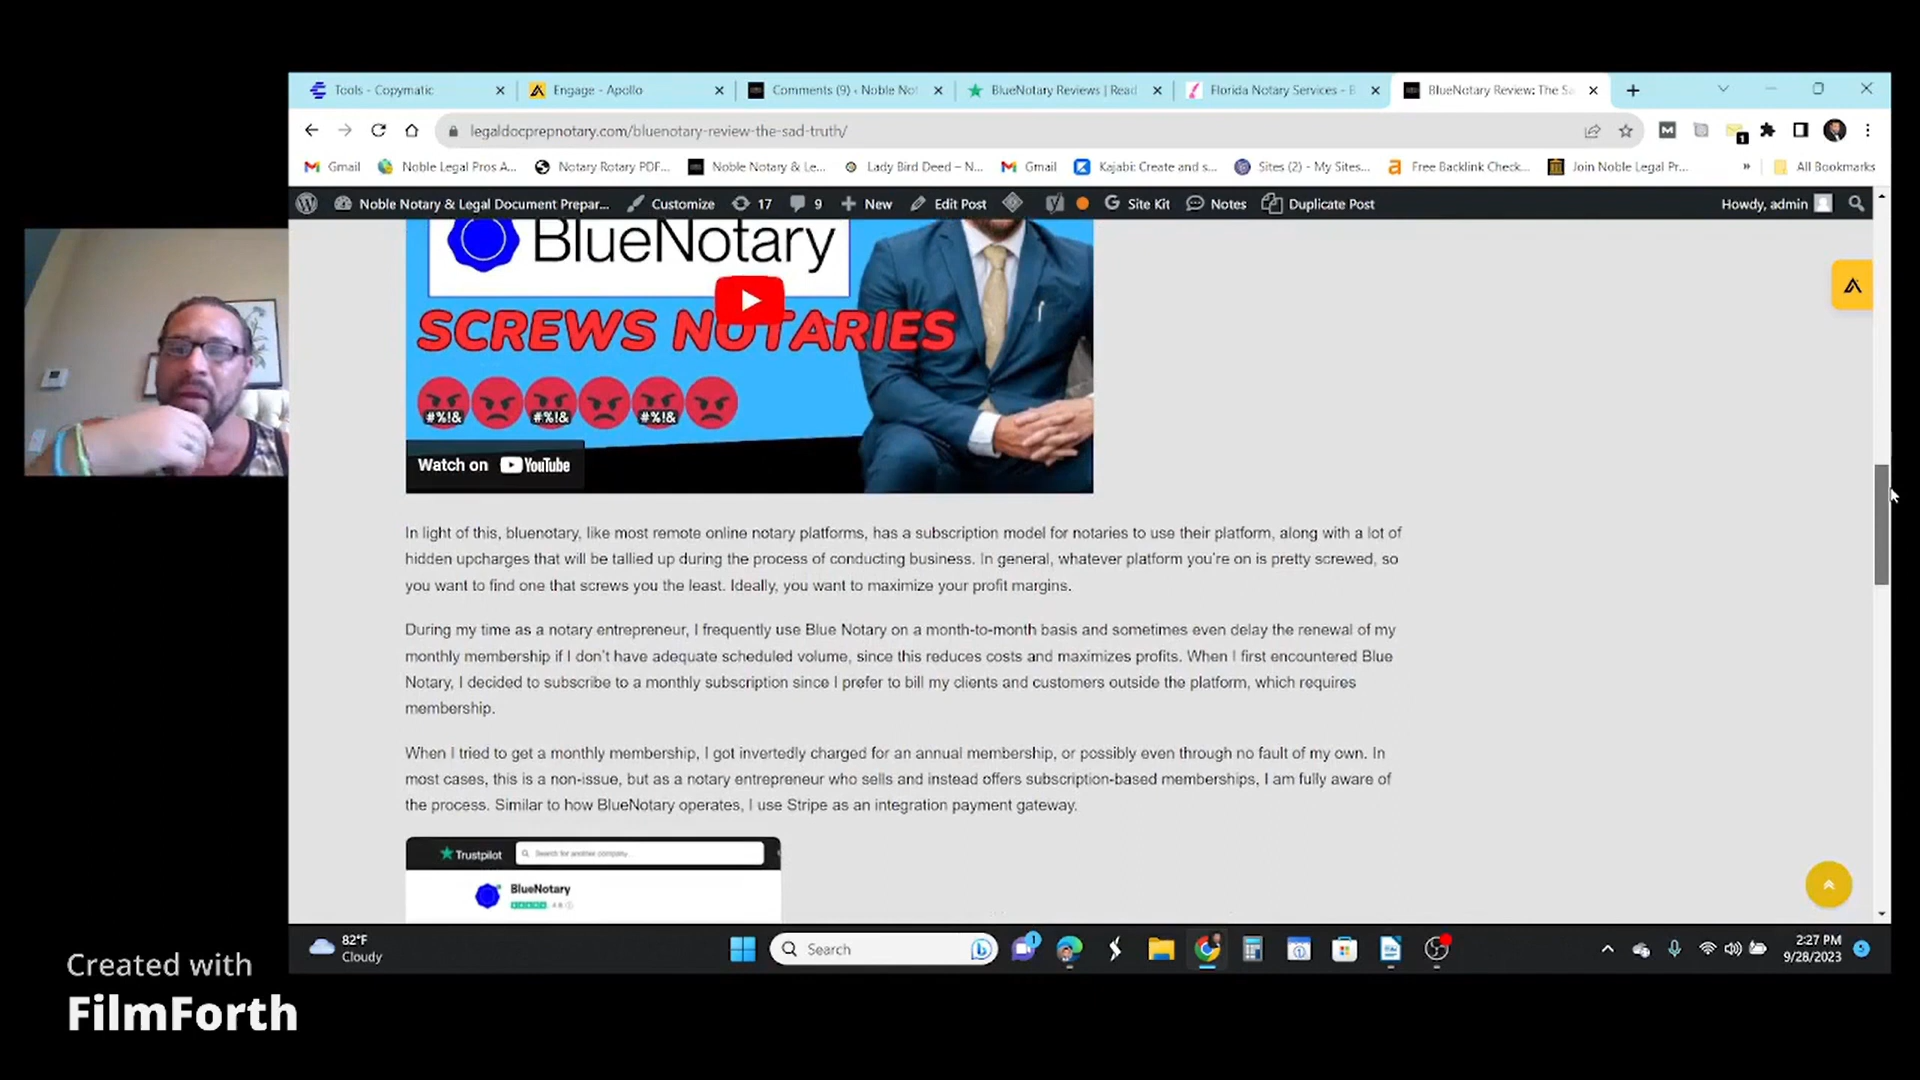 Tools - Copymatic
Engage - Apollo
Comments (9) ‹ Noble Not
BlueNotary Reviews | Read
Florida Notary Services - B
BlueNotary Review: The Sa
legaldocprepnotary.com/bluenotary-review-the-sad-truth/
Gmail
Noble Legal Pros A...
Notary Rotary PDF...
Noble Notary & Le...
Lady Bird Deed – N...
Gmail
Kajabi: Create and s...
Sites (2) - My Sites...
Free Backlink Check...
Join Noble Legal Pr...
»
All Bookmarks
Noble Notary & Legal Document Prepar...
Customize
17
9
New
Edit Post
Site Kit
Notes
Duplicate Post
Howdy, admin
BlueNotary
SCREWS NOTARIES
#%!& #%!& #%!&
Watch on YouTube
In light of this, bluenotary, like most remote online notary platforms, has a subscription model for notaries to use their platform, along with a lot of
hidden upcharges that will be tallied up during the process of conducting business. In general, whatever platform you're on is pretty screwed, so
you want to find one that screws you the least. Ideally, you want to maximize your profit margins.
During my time as a notary entrepreneur, I frequently use Blue Notary on a month-to-month basis and sometimes even delay the renewal of my
monthly membership if I don't have adequate scheduled volume, since this reduces costs and maximizes profits. When I first encountered Blue
Notary, I decided to subscribe to a monthly subscription since I prefer to bill my clients and customers outside the platform, which requires
membership.
When I tried to get a monthly membership, I got invertedly charged for an annual membership, or possibly even through no fault of my own. In
most cases, this is a non-issue, but as a notary entrepreneur who sells and instead offers subscription-based memberships, I am fully aware of
the process. Similar to how BlueNotary operates, I use Stripe as an integration payment gateway.
Trustpilot
Search for another company...
BlueNotary
4.8
82°F
Cloudy
Search
1
2:27 PM
9/28/2023
5
Created with
FilmForth